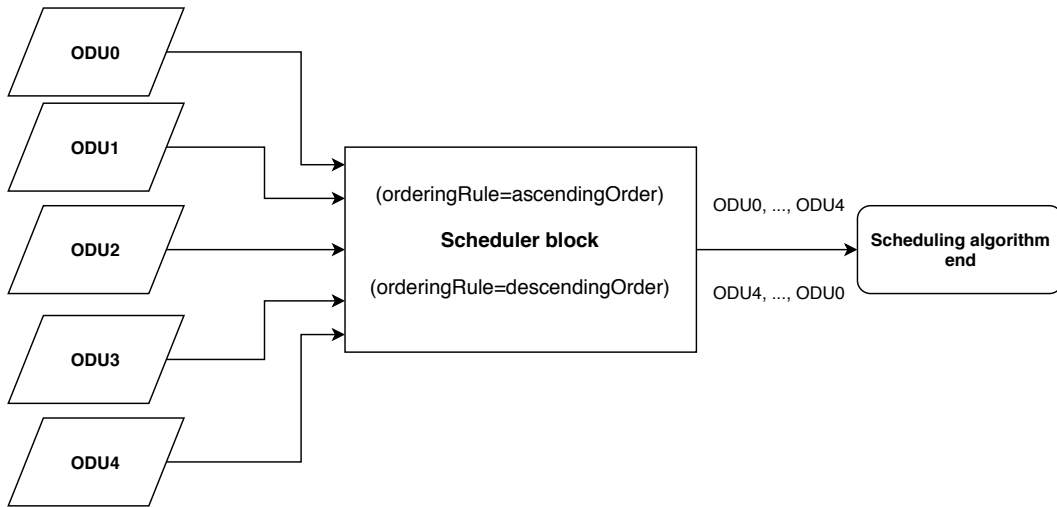 ODU0
ODU1
ODU2
ODU3
ODU4
(orderingRule=ascendingOrder)
Scheduler block
(orderingRule=descendingOrder)
ODU0, ..., ODU4
ODU4, ..., ODU0
Scheduling algorithm
end